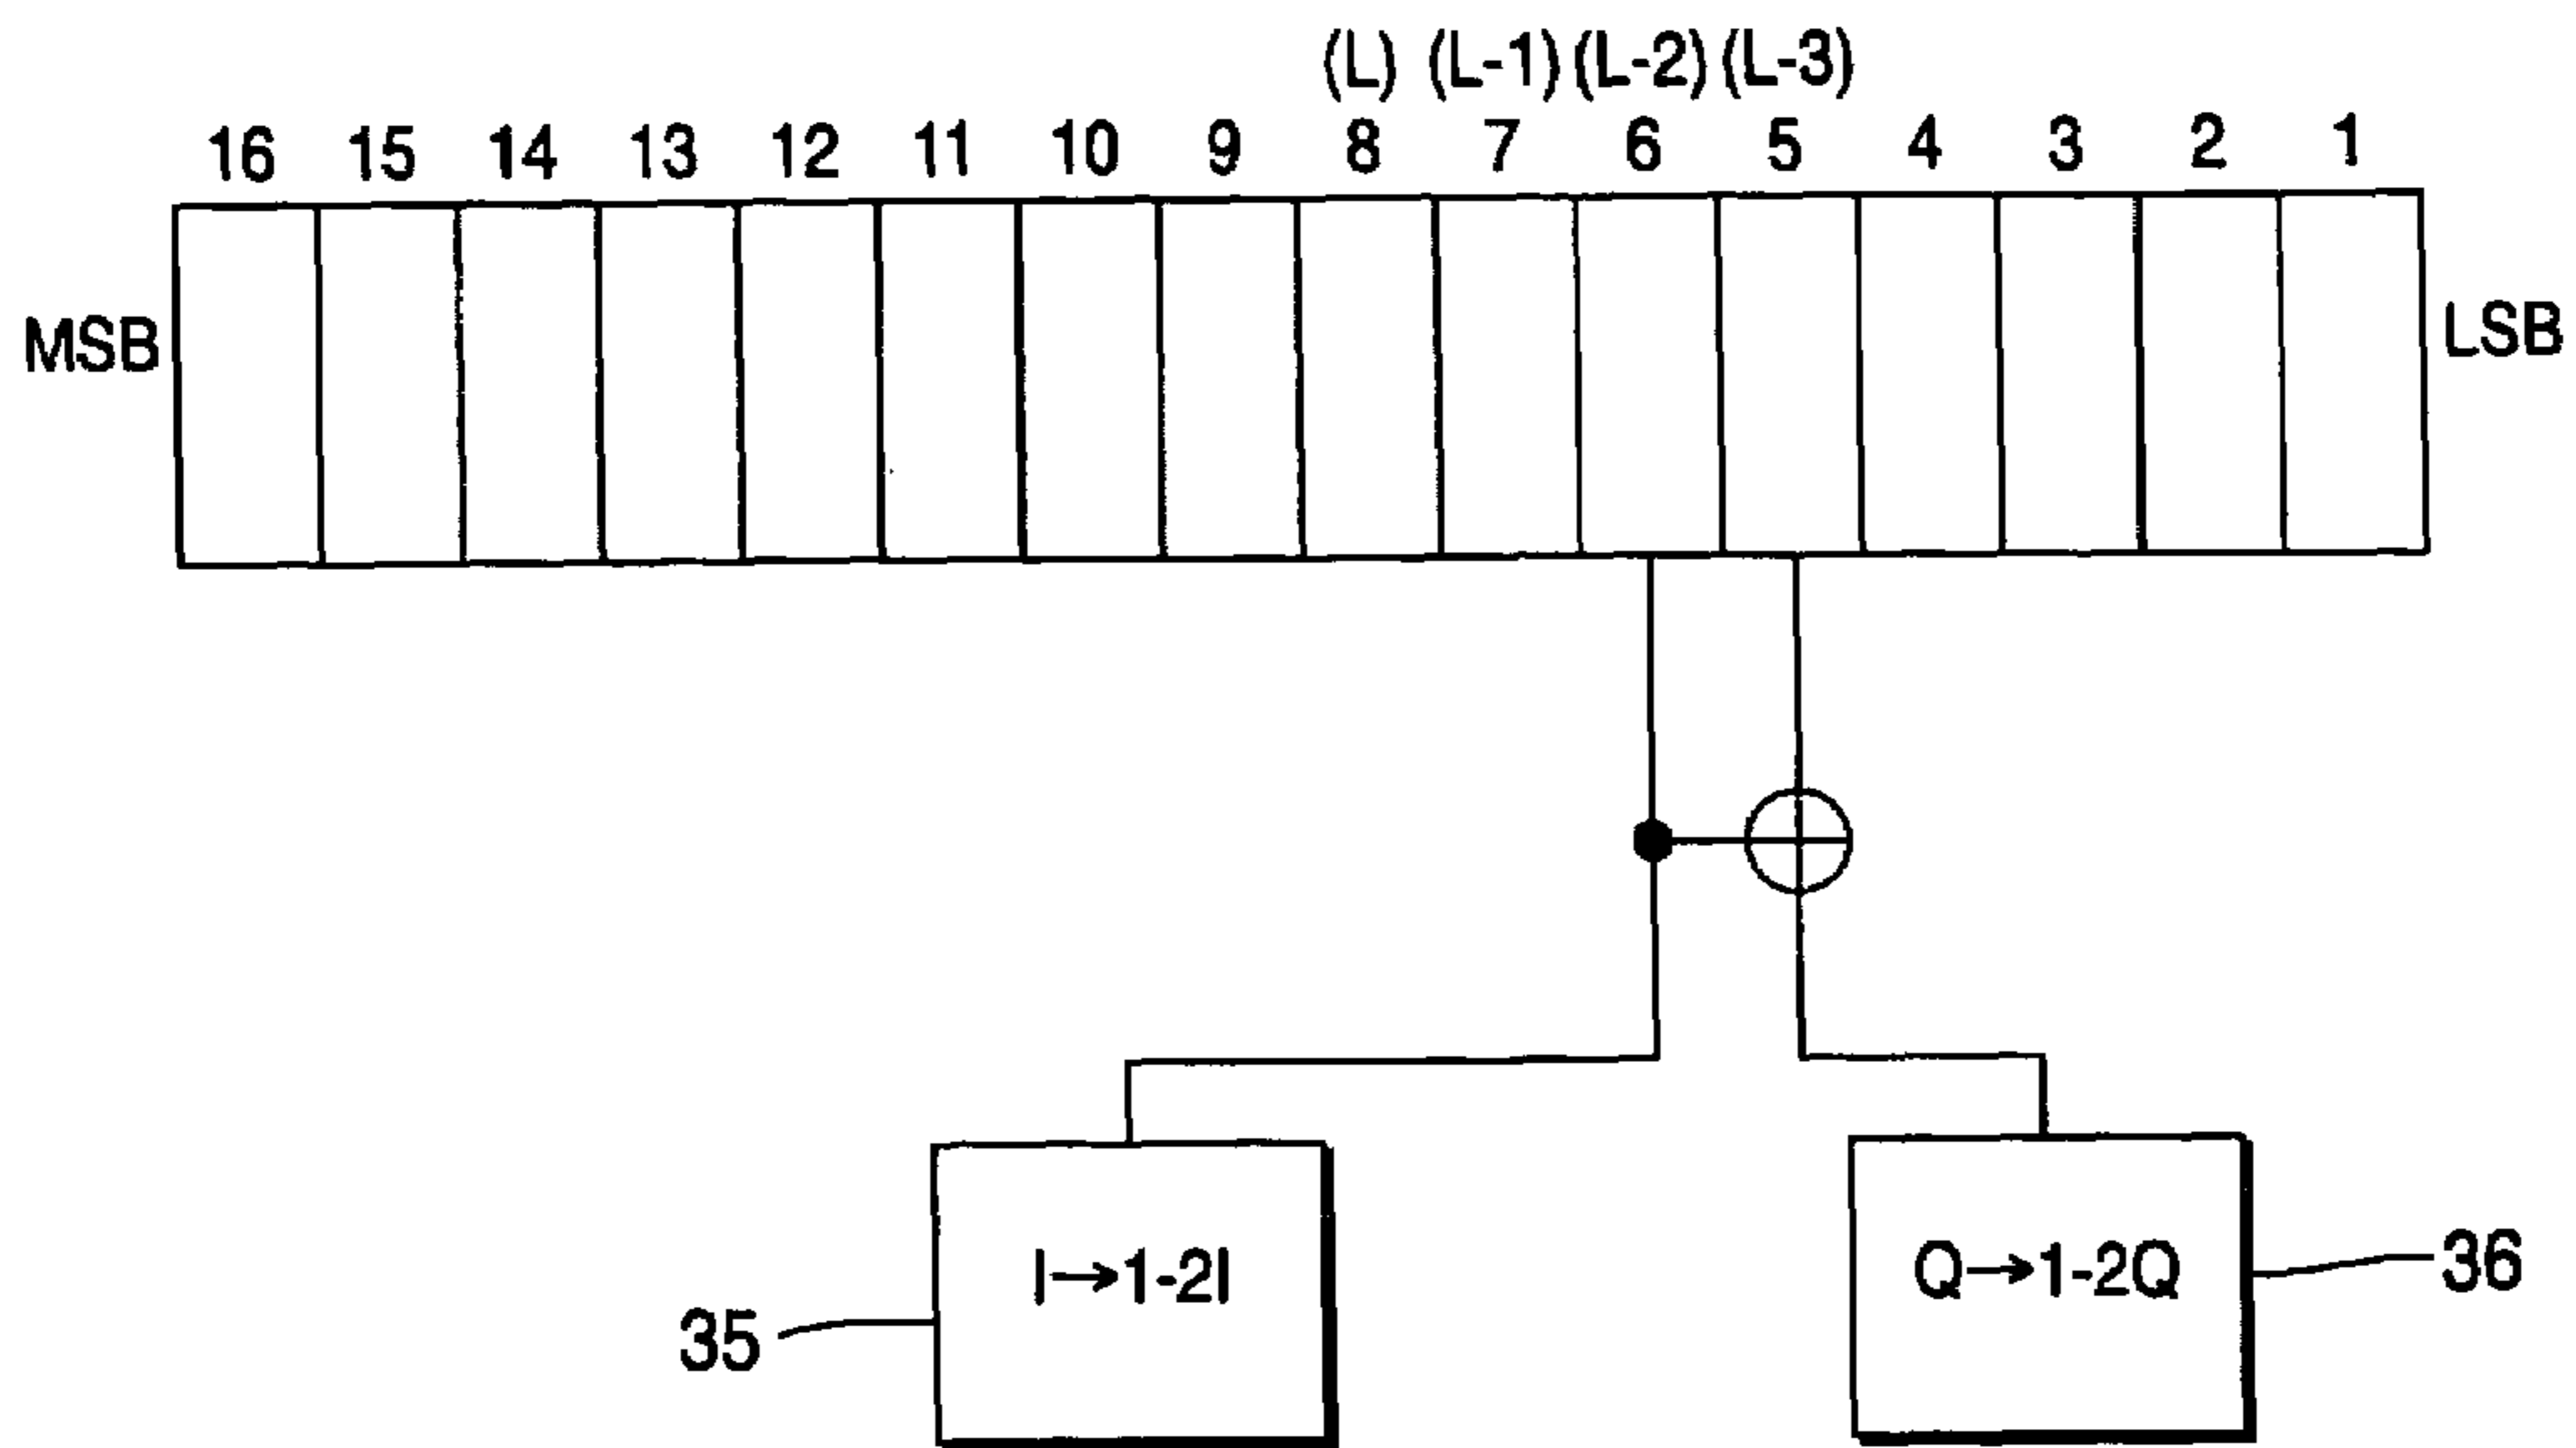 (L) (L-1) (L-2) (L-3)
16 15 14 13 12 11 10 9 8 7 6 5 4 3 2 1
MSB LSB
I→1-2I Q→1-2Q
35 36